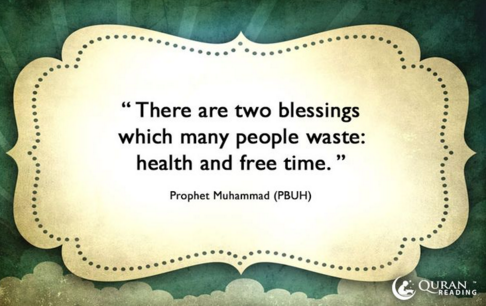 “ There are two blessings
which many people waste:
health and free time. ”
Prophet Muhammad (PBUH)
QURAN
READING